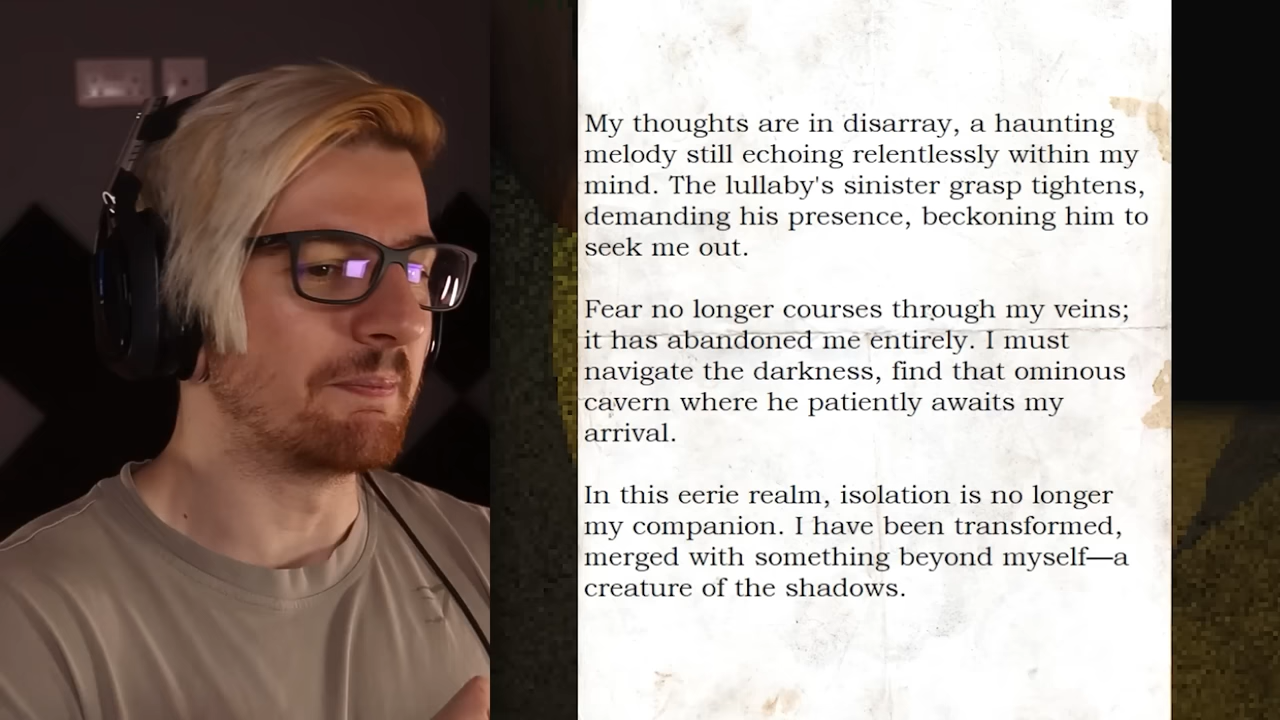 My thoughts are in disarray, a haunting
melody still echoing relentlessly within my
mind. The lullaby's sinister grasp tightens,
demanding his presence, beckoning him to
seek me out.
Fear no longer courses through my veins;
it has abandoned me entirely. I must
navigate the darkness, find that ominous
cavern where he patiently awaits my
arrival.
In this eerie realm, isolation is no longer
my companion. I have been transformed,
merged with something beyond myself—a
creature of the shadows.